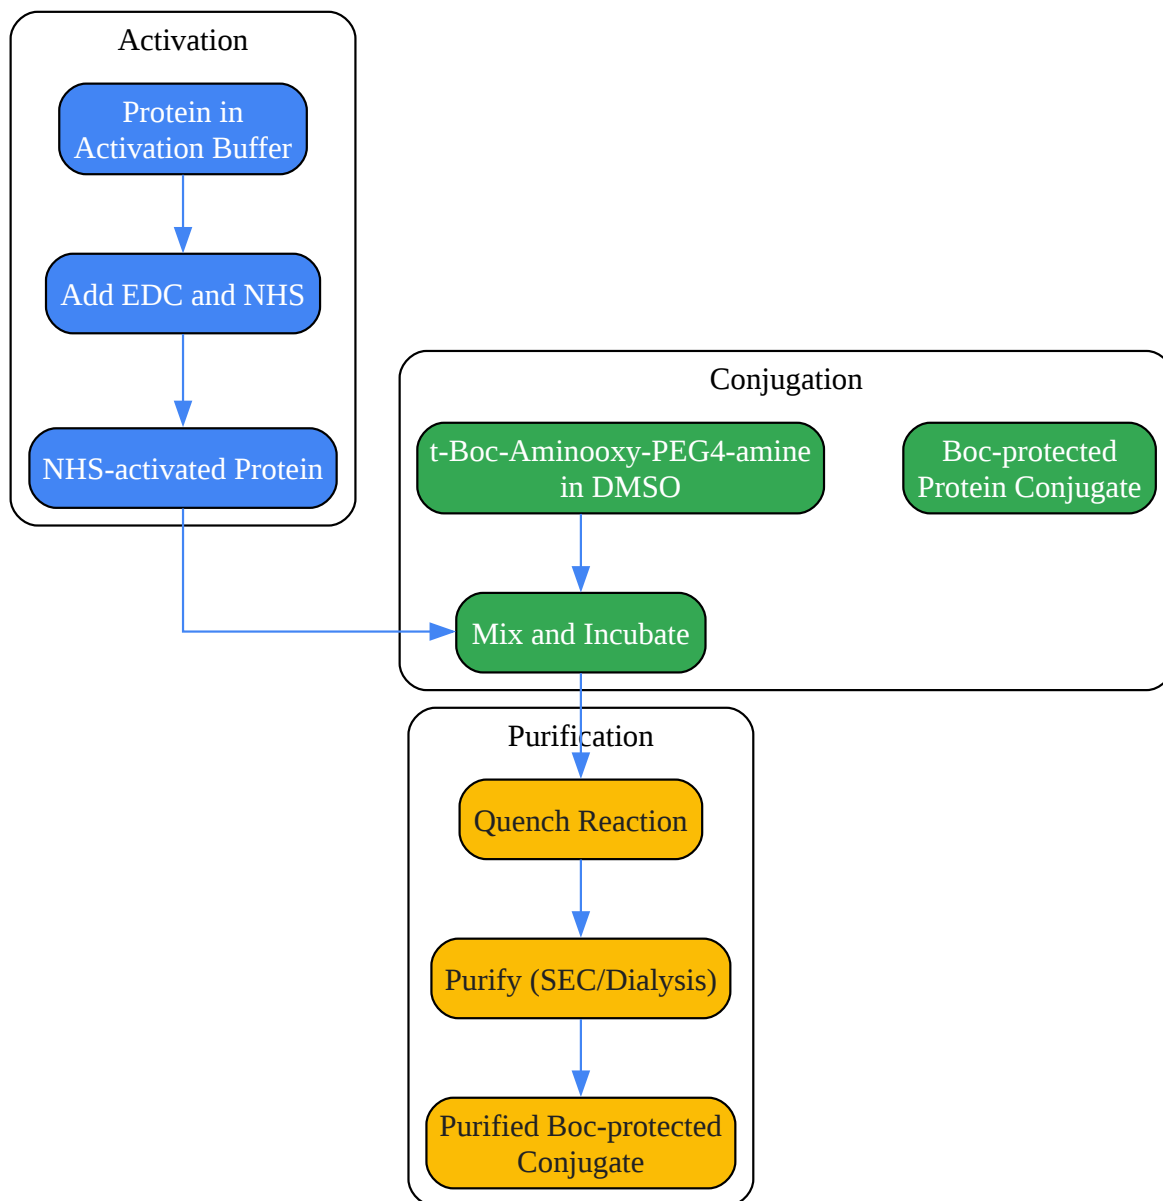 Activation
Protein in
Activation Buffer
Add EDC and NHS
NHS-activated Protein
Conjugation
t-Boc-Aminooxy-PEG4-amine
in DMSO
Boc-protected
Protein Conjugate
Mix and Incubate
Purification
Quench Reaction
Purify (SEC/Dialysis)
Purified Boc-protected
Conjugate